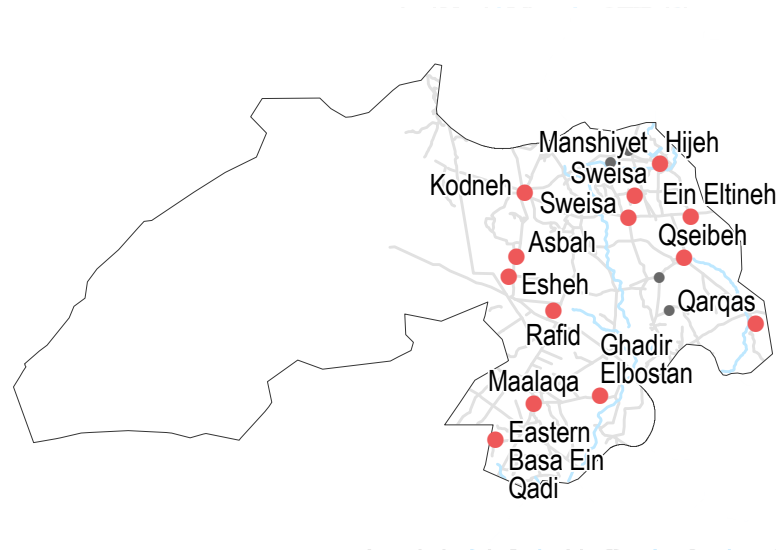 Manshiyet
Hijeh
Sweisa
Kodneh
Ein Eltineh
Sweisa
Qseibeh
Asbah
Esheh
Qarqas
Rafid
Ghadir
Elbostan
Maalaqa
Eastern
Basa Ein
Qadi